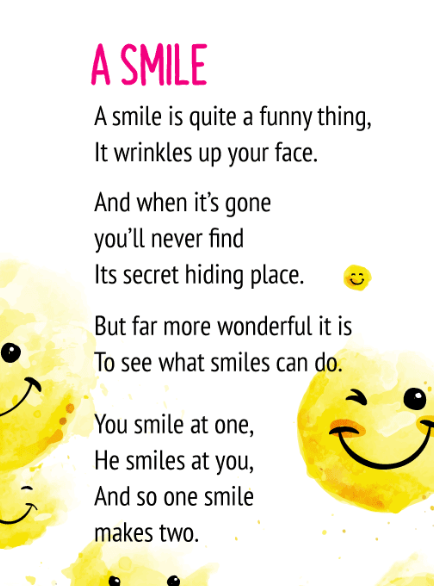 A SMILE
A smile is quite a funny thing,
It wrinkles up your face.
And when it’s gone
you’ll never find
Its secret hiding place.
But far more wonderful it is
To see what smiles can do.
You smile at one,
He smiles at you,
And so one smile
makes two.